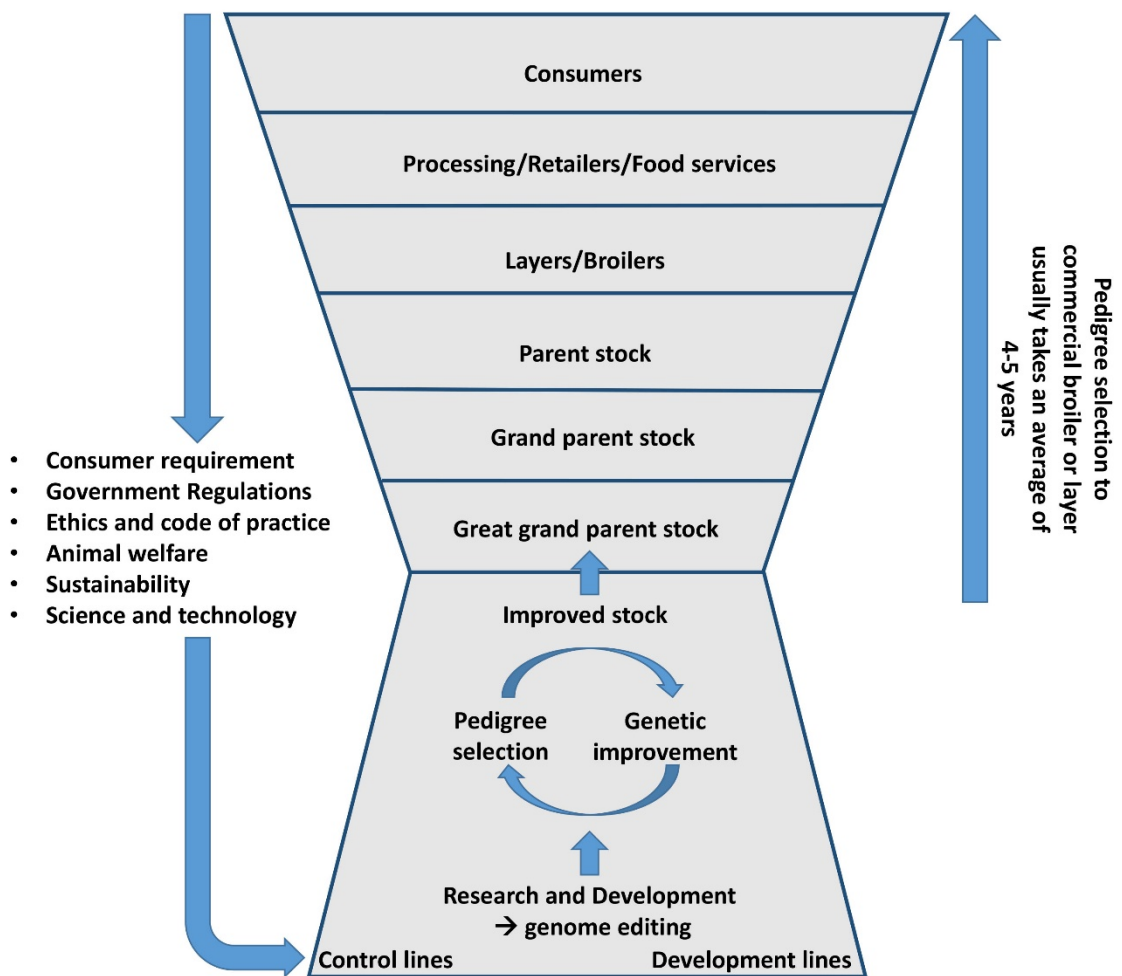 Consumers
Processing/Retailers/Food services
Layers/Broilers
Parent stock
Grand parent stock
Great grand parent stock
Improved stock
Pedigree
selection
Genetic
improvement
Research and Development
→ genome editing
Control lines
Development lines
• Consumer requirement
• Government Regulations
• Ethics and code of practice
• Animal welfare
• Sustainability
• Science and technology
Pedigree selection to
commercial broiler or layer
usually takes an average of
4-5 years